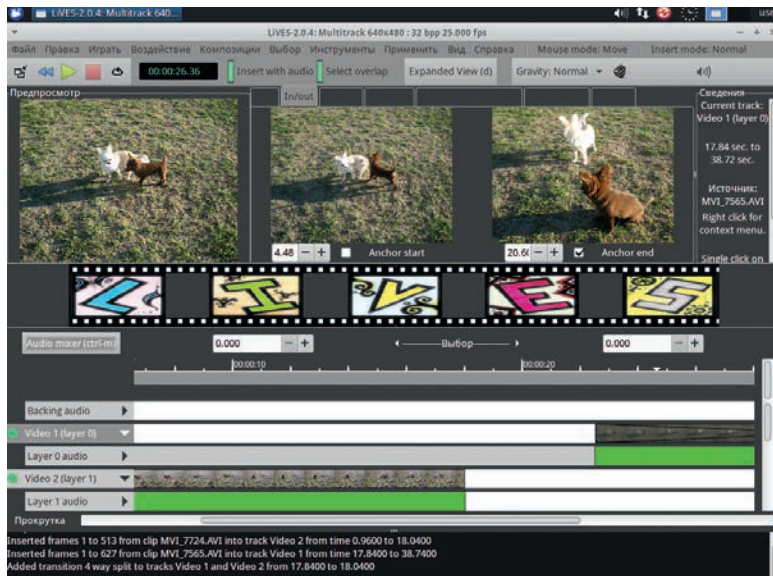 LiVES-2.0.4: Multitrack 640...
use
LiVES-2.0.4: Multitrack 640x480 : 32 bpp 25.000 fps
Файл Правка Играть Воздействие Композиции Выбор Инструменты Применить Вид Справка Mouse mode: Move Insert mode: Normal
00:00:26.36 Insert with audio Select overlap Expanded View (d) Gravity: Normal
Предпросмотр
In/out
Сведения
Current track:
Video 1 (layer 0)
17.84 sec. to
38.72 sec.
Источник:
MVI_7565.AVI
Right click for
context menu.
Single click on
4.48 − + Anchor start 20.6 − + Anchor end
L I V E S
Audio mixer (ctrl-m) 0.000 − + Выбор 0.000 − +
00:00:10 00:00:20
Backing audio
Video 1 (layer 0)
Layer 0 audio
Video 2 (layer 1)
Layer 1 audio
Прокрутка
Inserted frames 1 to 513 from clip MVI_7724.AVI into track Video 2 from time 0.9600 to 18.0400
Inserted frames 1 to 627 from clip MVI_7565.AVI into track Video 1 from time 17.8400 to 38.7400
Added transition 4 way split to tracks Video 1 and Video 2 from 17.8400 to 18.0400